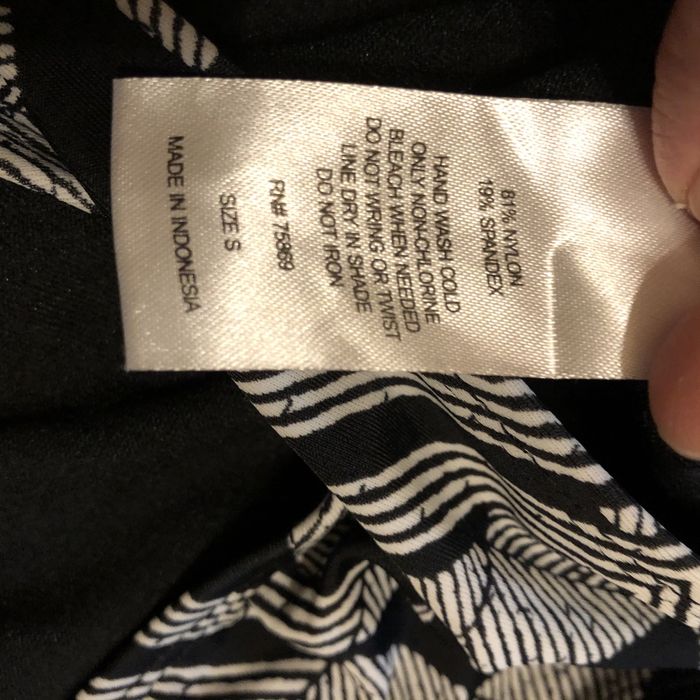 81% NYLON
19% SPANDEX
HAND WASH COLD
ONLY NON-CHLORINE
BLEACH WHEN NEEDED
DO NOT WRING OR TWIST
LINE DRY IN SHADE
DO NOT IRON
RN# 75869
SIZE S
MADE IN INDONESIA